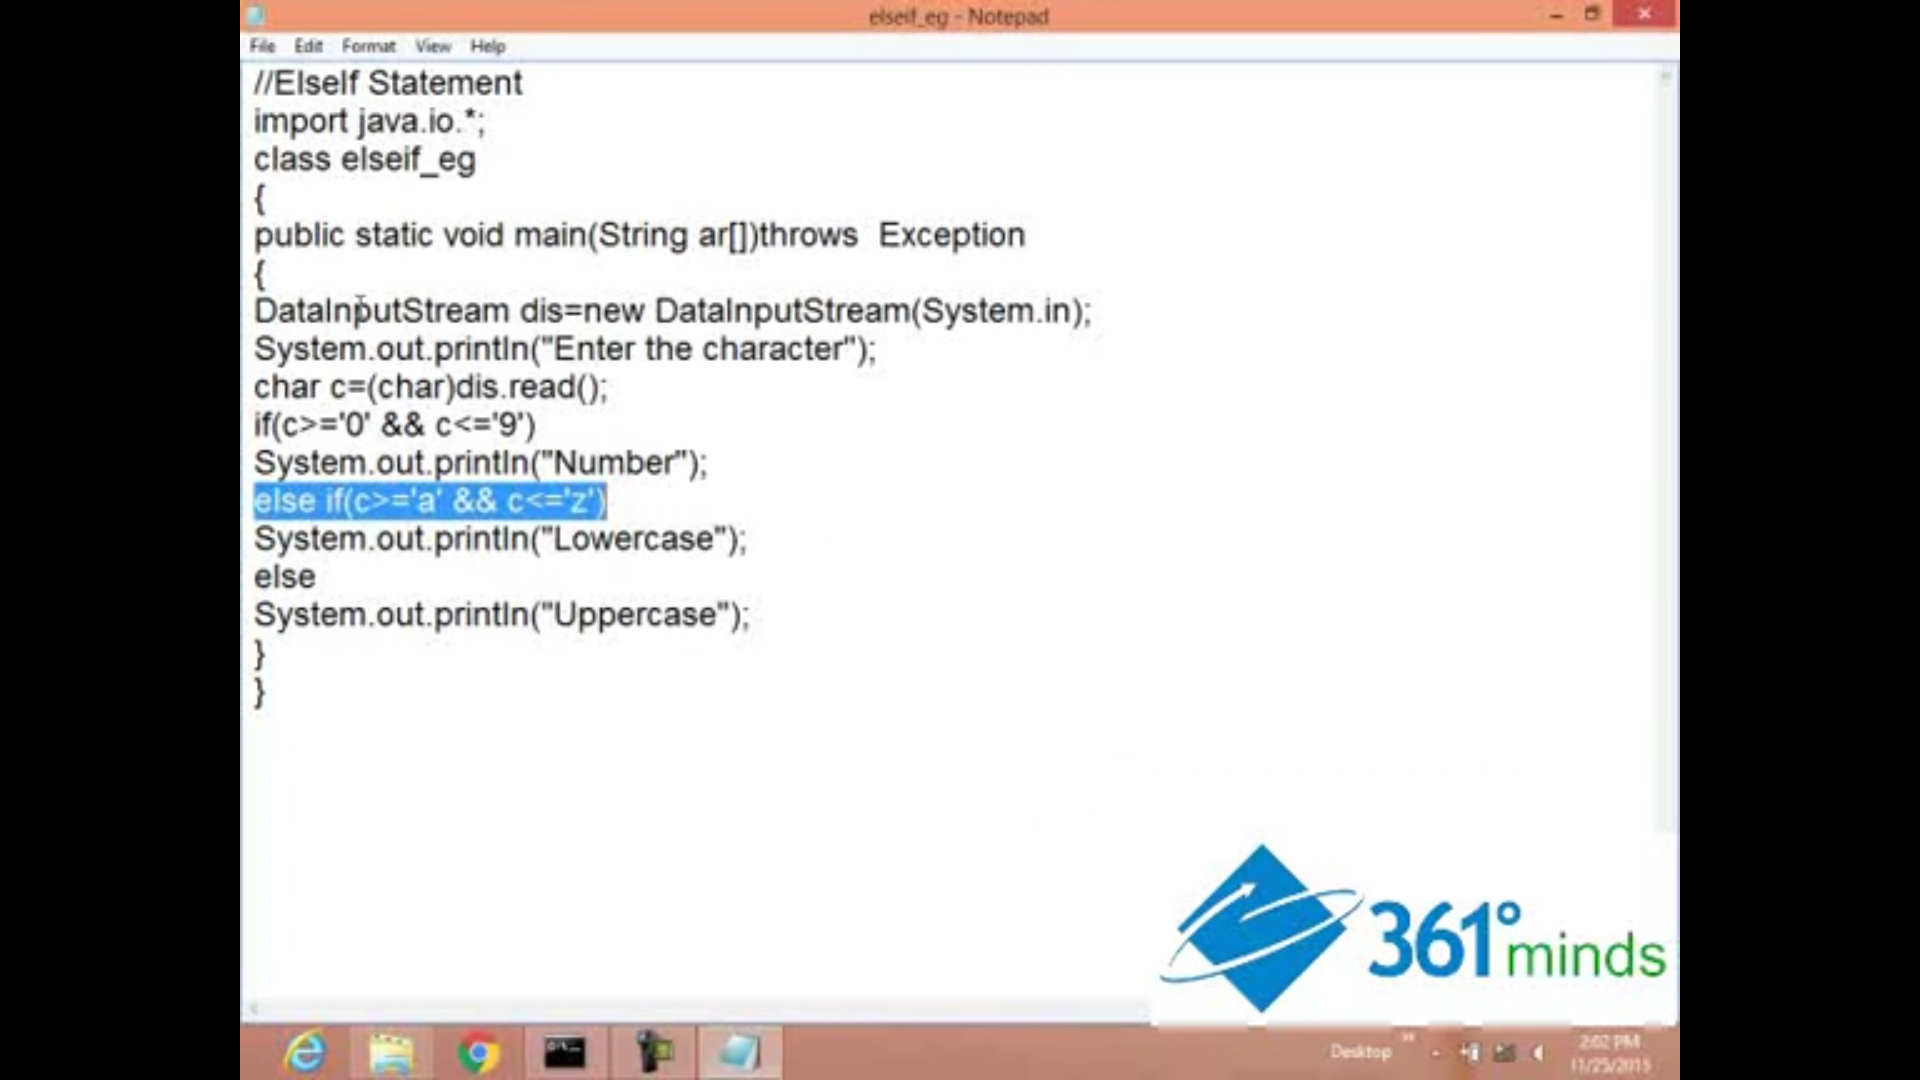 elseif_eg - Notepad
File Edit Format View Help
//ElseIf Statement
import java.io.*;
class elseif_eg
{
public static void main(String ar[])throws  Exception
{
DataInputStream dis=new DataInputStream(System.in);
System.out.println("Enter the character");
char c=(char)dis.read();
if(c>='0' && c<='9')
System.out.println("Number");
else if(c>='a' && c<='z')
System.out.println("Lowercase");
else
System.out.println("Uppercase");
}
}
361° minds
Desktop
2:02 PM
11/25/2015